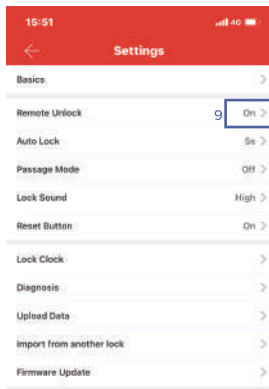 15:51 4G
Settings
Basics
Remote Unlock 9 On
Auto Lock 5s
Passage Mode Off
Lock Sound High
Reset Button On
Lock Clock
Diagnosis
Upload Data
Import from another lock
Firmware Update